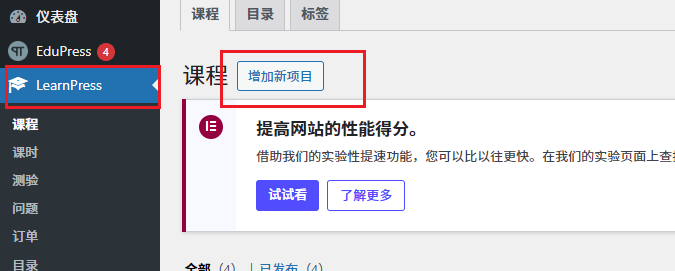 仪表盘
EduPress 4
LearnPress
课程
课时
测验
问题
订单
目录
课程 目录 标签
课程 增加新项目
提高网站的性能得分。
借助我们的实验性提速功能，您可以比以往更快。在我们的实验页面上查
试试看 了解更多
全部 (4) | 已发布 (4)